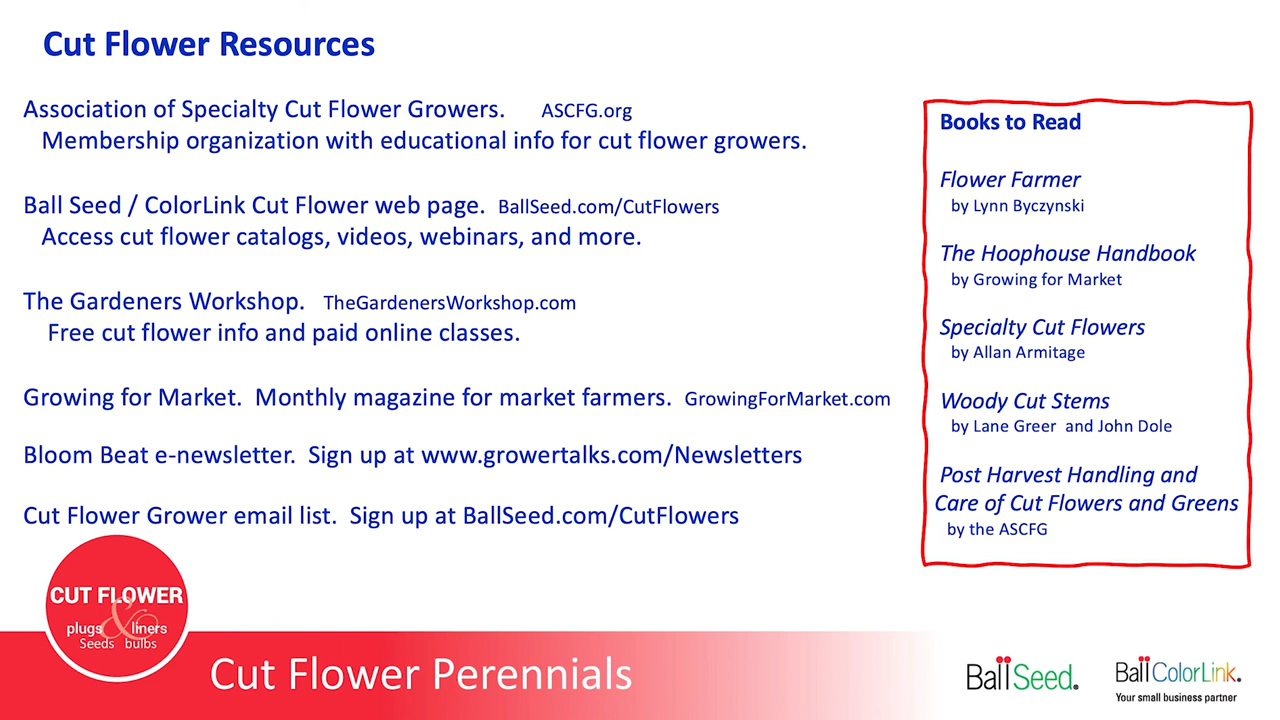 Cut Flower Resources
Association of Specialty Cut Flower Growers. ASCFG.org
Membership organization with educational info for cut flower growers.
Ball Seed / ColorLink Cut Flower web page. BallSeed.com/CutFlowers
Access cut flower catalogs, videos, webinars, and more.
The Gardeners Workshop. TheGardenersWorkshop.com
Free cut flower info and paid online classes.
Growing for Market. Monthly magazine for market farmers. GrowingForMarket.com
Bloom Beat e-newsletter. Sign up at www.growertalks.com/Newsletters
Cut Flower Grower email list. Sign up at BallSeed.com/CutFlowers
Books to Read
Flower Farmer
by Lynn Byczynski
The Hoophouse Handbook
by Growing for Market
Specialty Cut Flowers
by Allan Armitage
Woody Cut Stems
by Lane Greer and John Dole
Post Harvest Handling and
Care of Cut Flowers and Greens
by the ASCFG
CUT FLOWER
plugs & liners
Seeds bulbs
Cut Flower Perennials
Ball Seed.
Ball ColorLink.
Your small business partner